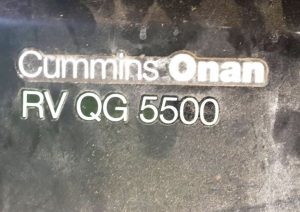 Cummins Onan
RV QG 5500